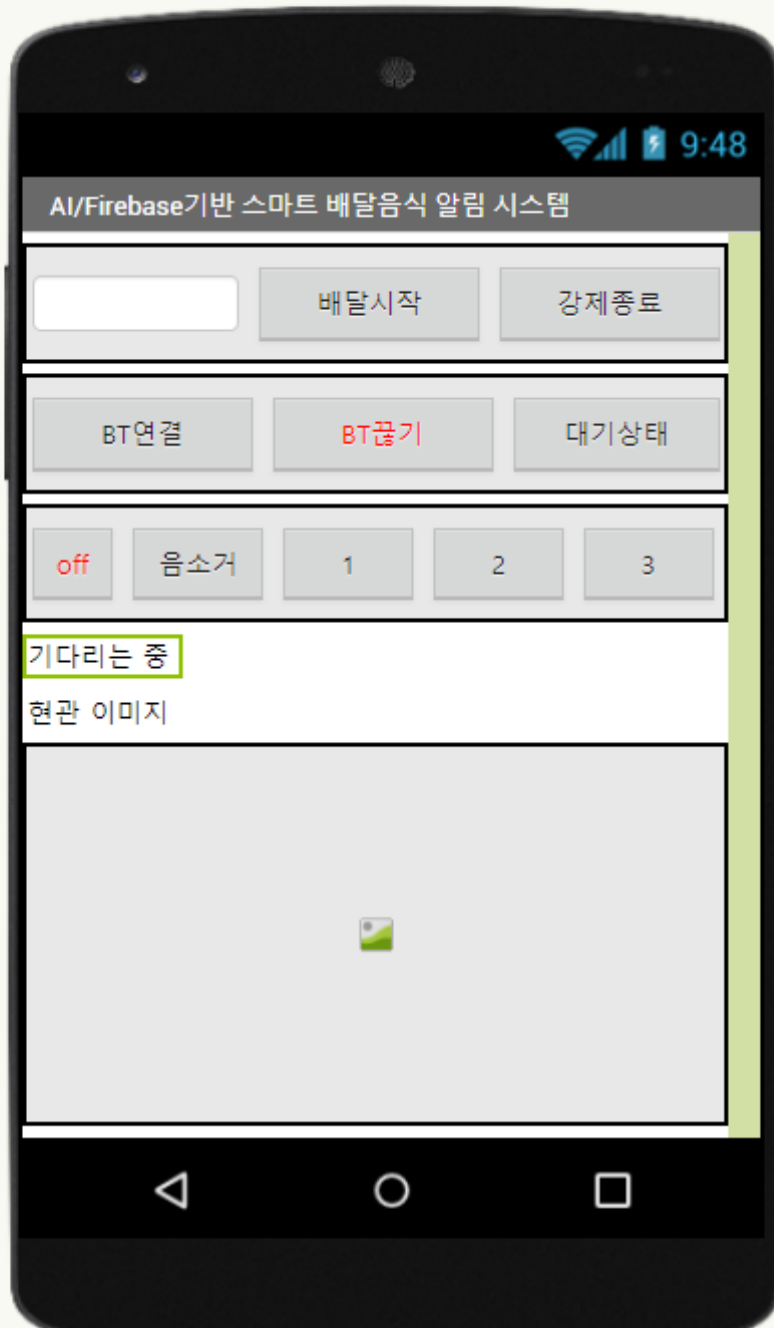 9:48
AI/Firebase기반 스마트 배달음식 알림 시스템
배달시작 강제종료
BT연결 BT끊기 대기상태
off 음소거 1 2 3
기다리는 중
현관 이미지